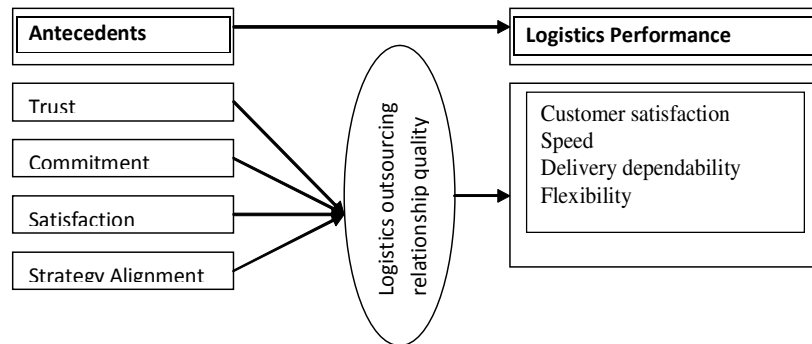 Antecedents
Logistics Performance
Trust
Commitment
Satisfaction
Strategy Alignment
Logistics outsourcing
relationship quality
Customer satisfaction
Speed
Delivery dependability
Flexibility